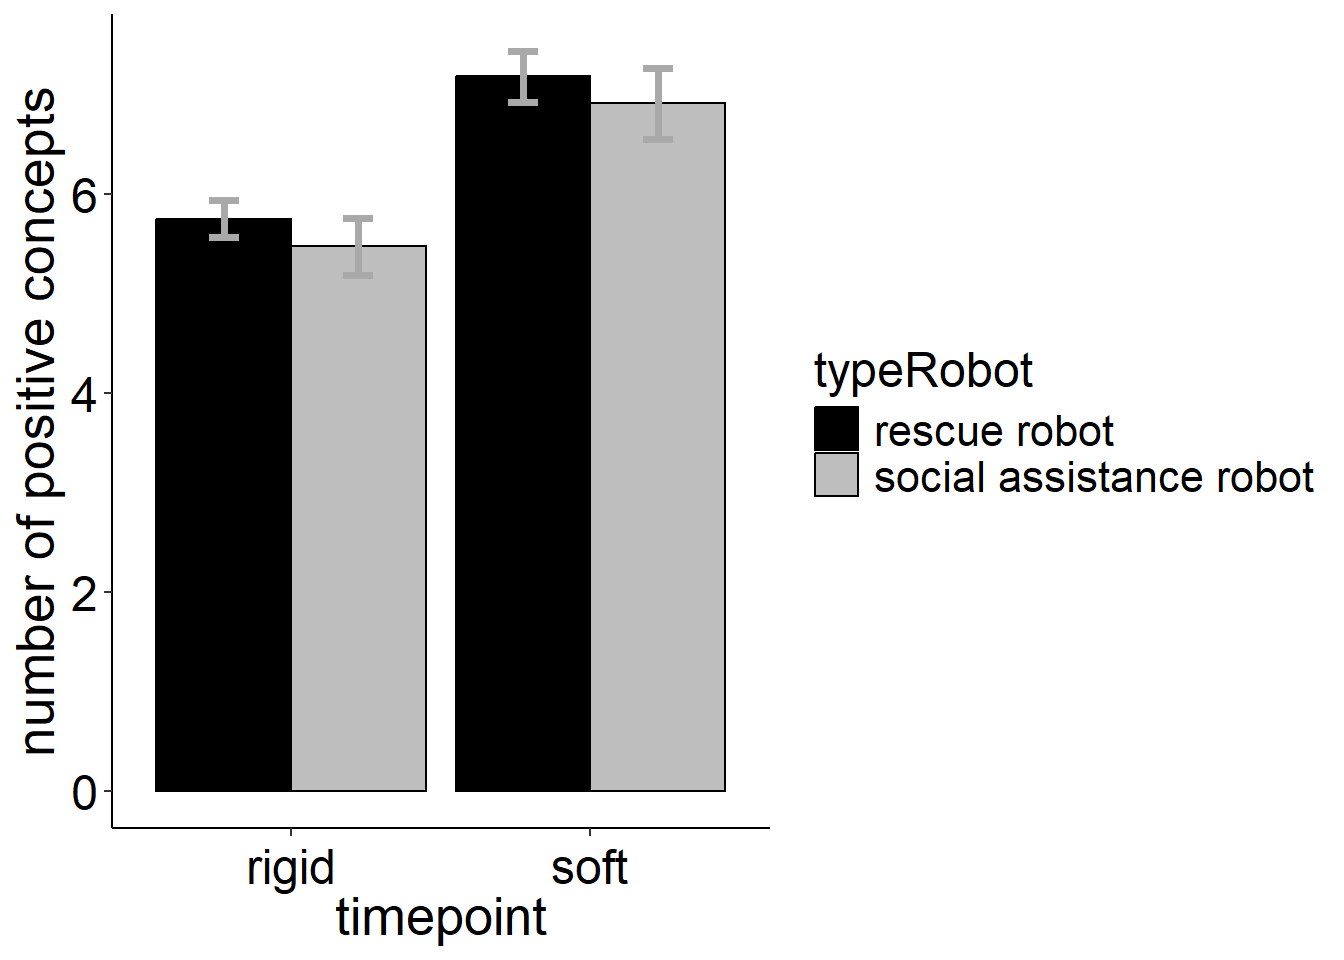 number of positive concepts
6
4
2
0
rigid
soft
timepoint
typeRobot
rescue robot
social assistance robot